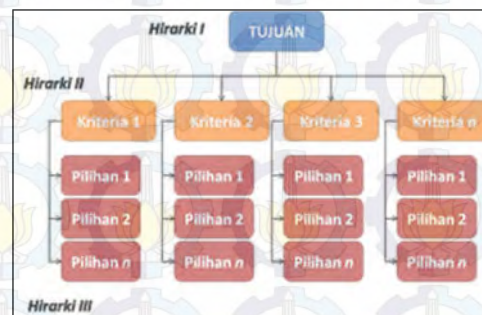 Hirarki I TUJUAN
Hirarki II
Kriteria 1 Kriteria 2 Kriteria 3 Kriteria n
Pilihan 1 Pilihan 1 Pilihan 1 Pilihan 1
Pilihan 2 Pilihan 2 Pilihan 2 Pilihan 2
Pilihan n Pilihan n Pilihan n Pilihan n
Hirarki III